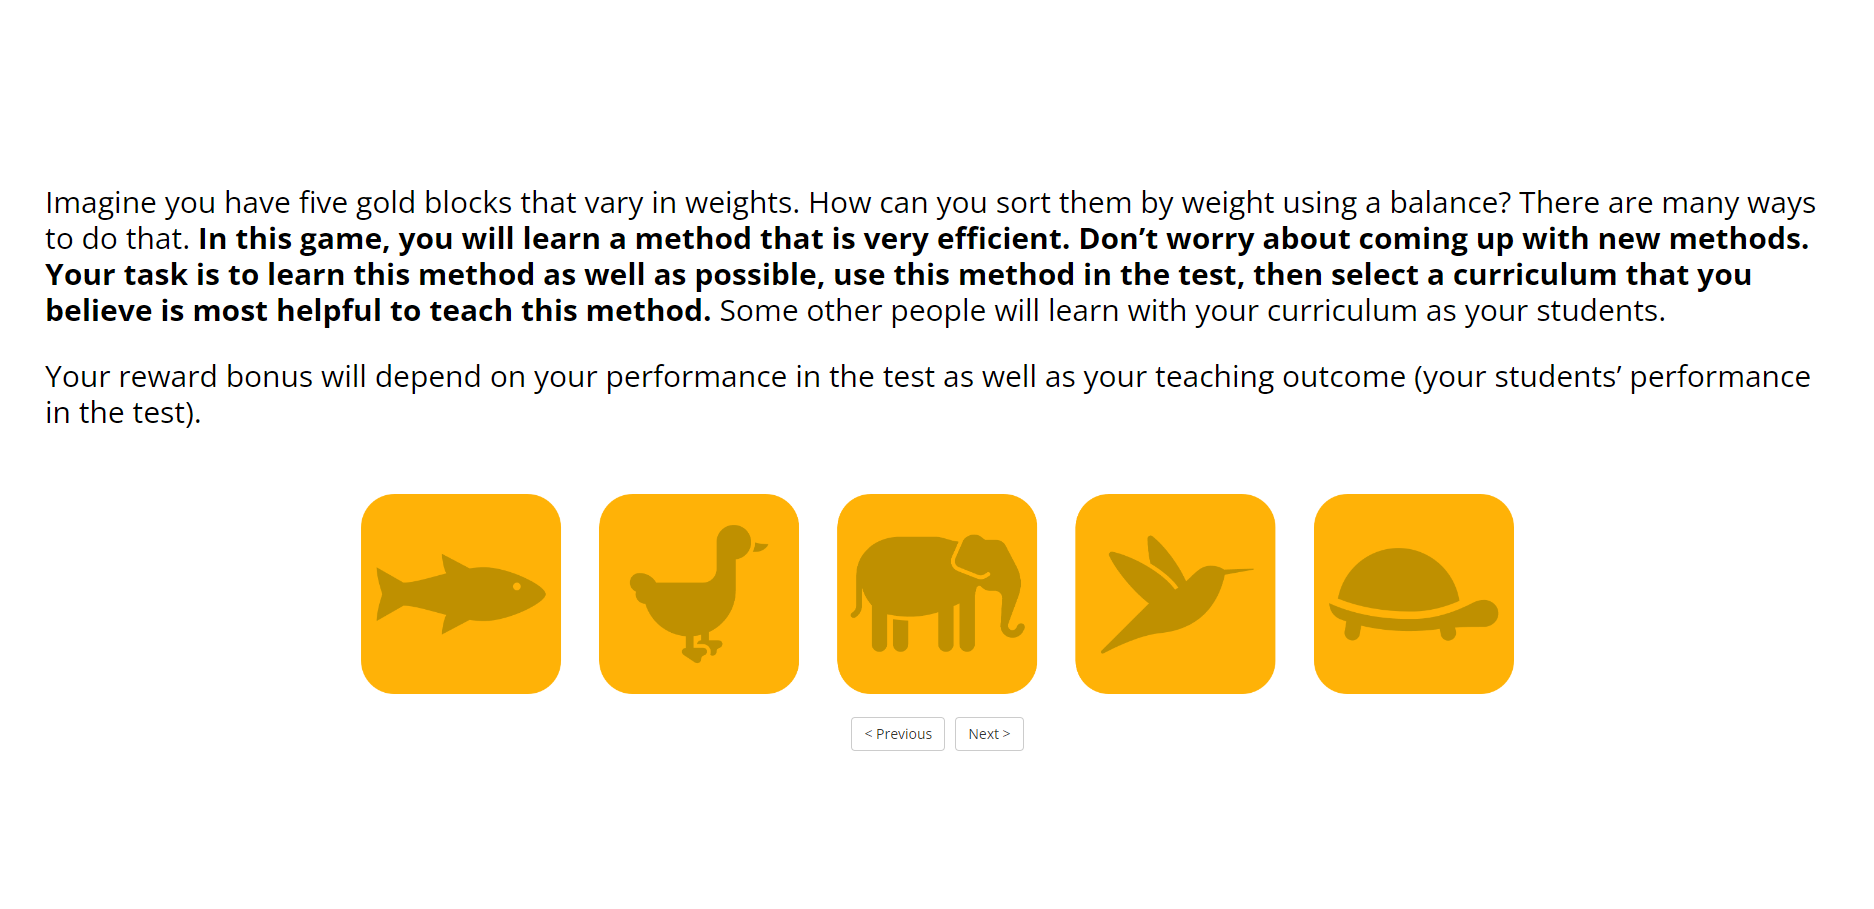 Imagine you have five gold blocks that vary in weights. How can you sort them by weight using a balance? There are many ways
to do that. In this game, you will learn a method that is very efficient. Don’t worry about coming up with new methods.
Your task is to learn this method as well as possible, use this method in the test, then select a curriculum that you
believe is most helpful to teach this method. Some other people will learn with your curriculum as your students.
Your reward bonus will depend on your performance in the test as well as your teaching outcome (your students’ performance
in the test).
< Previous
Next >